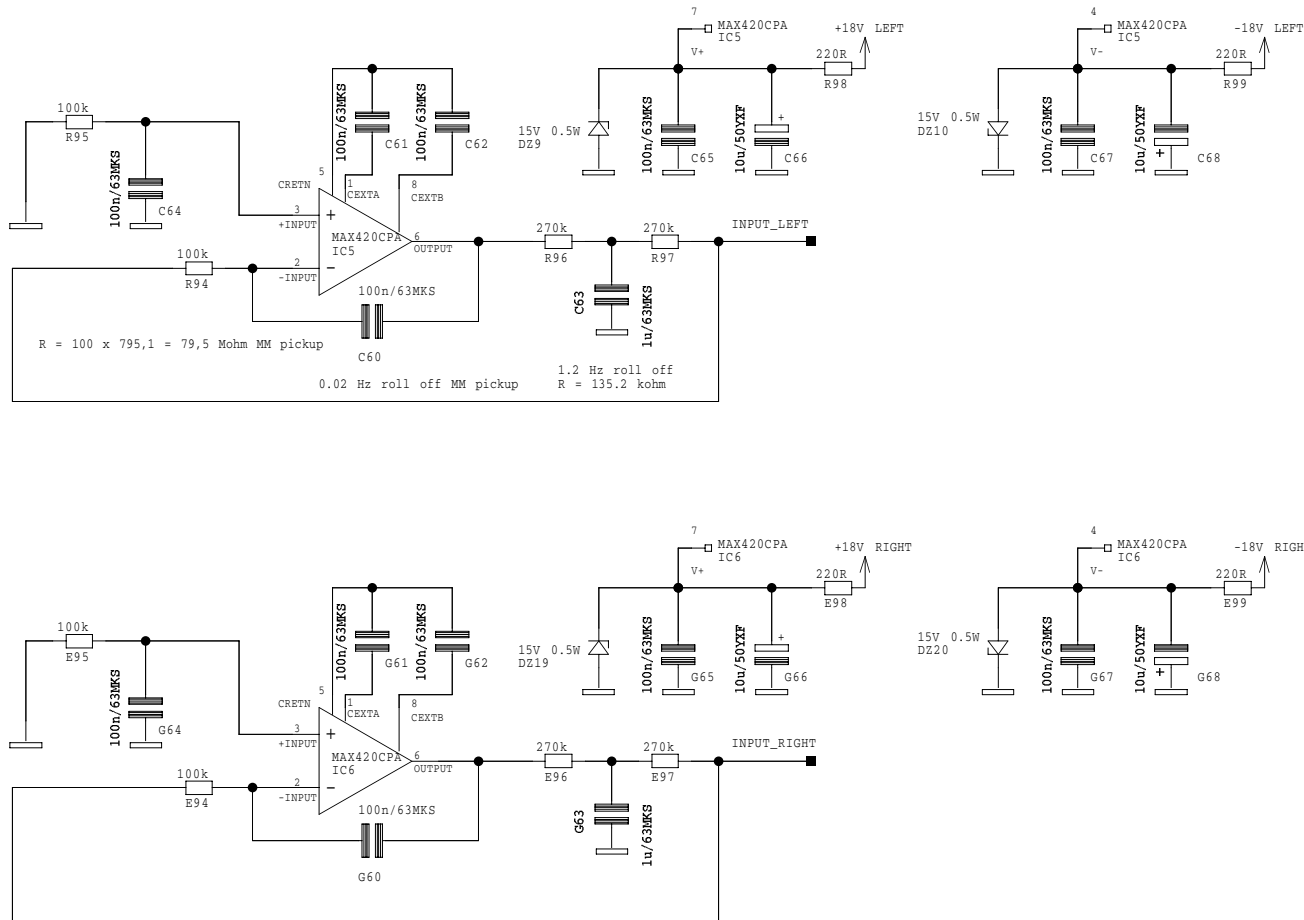 7
MAX420CPA
IC5
V+
+18V LEFT
220R
R98
15V 0.5W
DZ9
100n/63MKS
C65
10u/50YXF
+
C66
4
MAX420CPA
IC5
V-
-18V LEFT
220R
R99
15V 0.5W
DZ10
100n/63MKS
C67
10u/50YXF
+
C68
100k
R95
100n/63MKS
C64
100n/63MKS
C61
100n/63MKS
C62
5
CRETN
1
CEXTA
8
CEXTB
3
+INPUT
+
MAX420CPA
IC5
6
OUTPUT
2
-INPUT
−
100k
R94
100n/63MKS
C60
270k
R96
270k
R97
C63
1u/63MKS
INPUT_LEFT
R = 100 x 795,1 = 79,5 Mohm MM pickup
0.02 Hz roll off MM pickup
1.2 Hz roll off
R = 135.2 kohm
7
MAX420CPA
IC6
V+
+18V RIGHT
220R
E98
15V 0.5W
DZ19
100n/63MKS
G65
10u/50YXF
+
G66
4
MAX420CPA
IC6
V-
-18V RIGH
220R
E99
15V 0.5W
DZ20
100n/63MKS
G67
10u/50YXF
+
G68
100k
E95
100n/63MKS
G64
100n/63MKS
G61
100n/63MKS
G62
5
CRETN
1
CEXTA
8
CEXTB
3
+INPUT
+
MAX420CPA
IC6
6
OUTPUT
2
-INPUT
−
100k
E94
100n/63MKS
G60
270k
E96
270k
E97
G63
1u/63MKS
INPUT_RIGHT